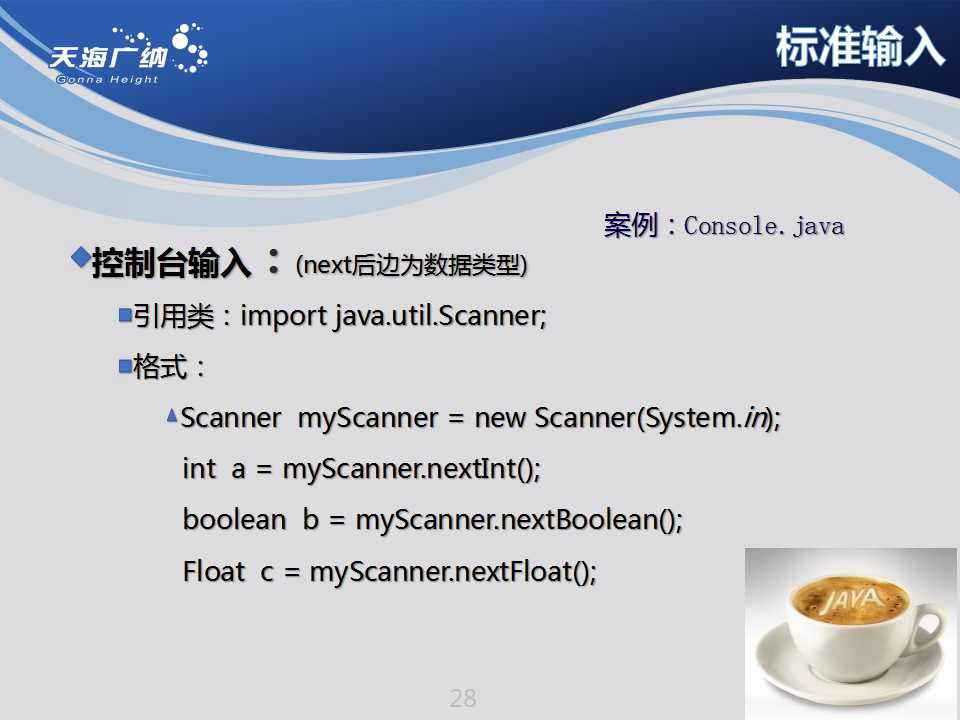 天海广纳
Gonna Height
标准输入
案例：Console.java
控制台输入：(next后边为数据类型)
引用类：import java.util.Scanner;
格式：
Scanner myScanner = new Scanner(System.in);
int a = myScanner.nextInt();
boolean b = myScanner.nextBoolean();
Float c = myScanner.nextFloat();
JAVA
28